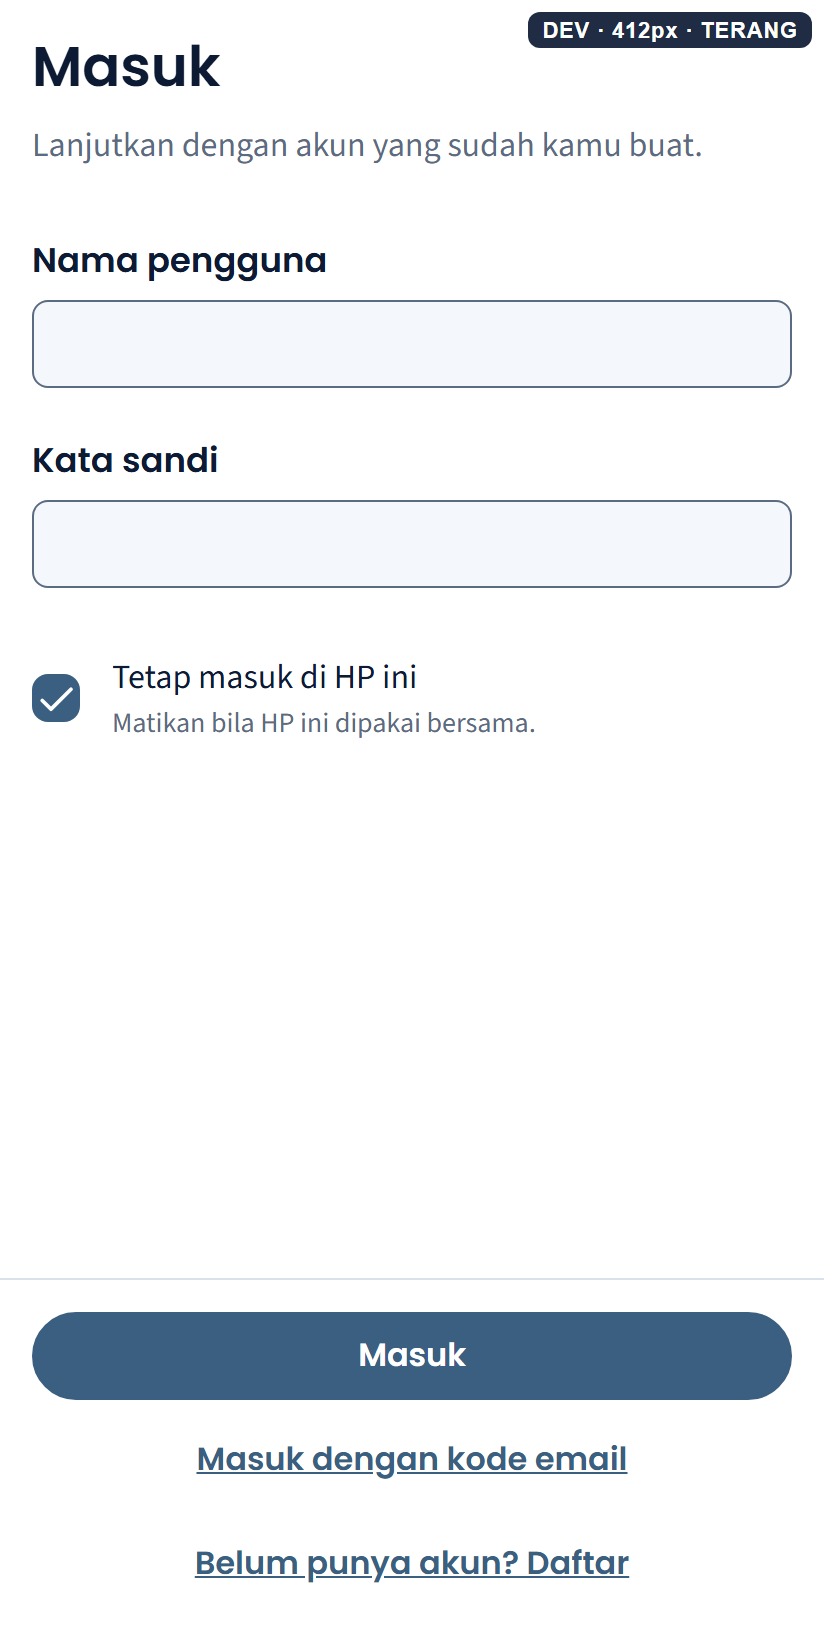 DEV · 412px · TERANG
Masuk
Lanjutkan dengan akun yang sudah kamu buat.
Nama pengguna
Kata sandi
Tetap masuk di HP ini
Matikan bila HP ini dipakai bersama.
Masuk
Masuk dengan kode email
Belum punya akun? Daftar